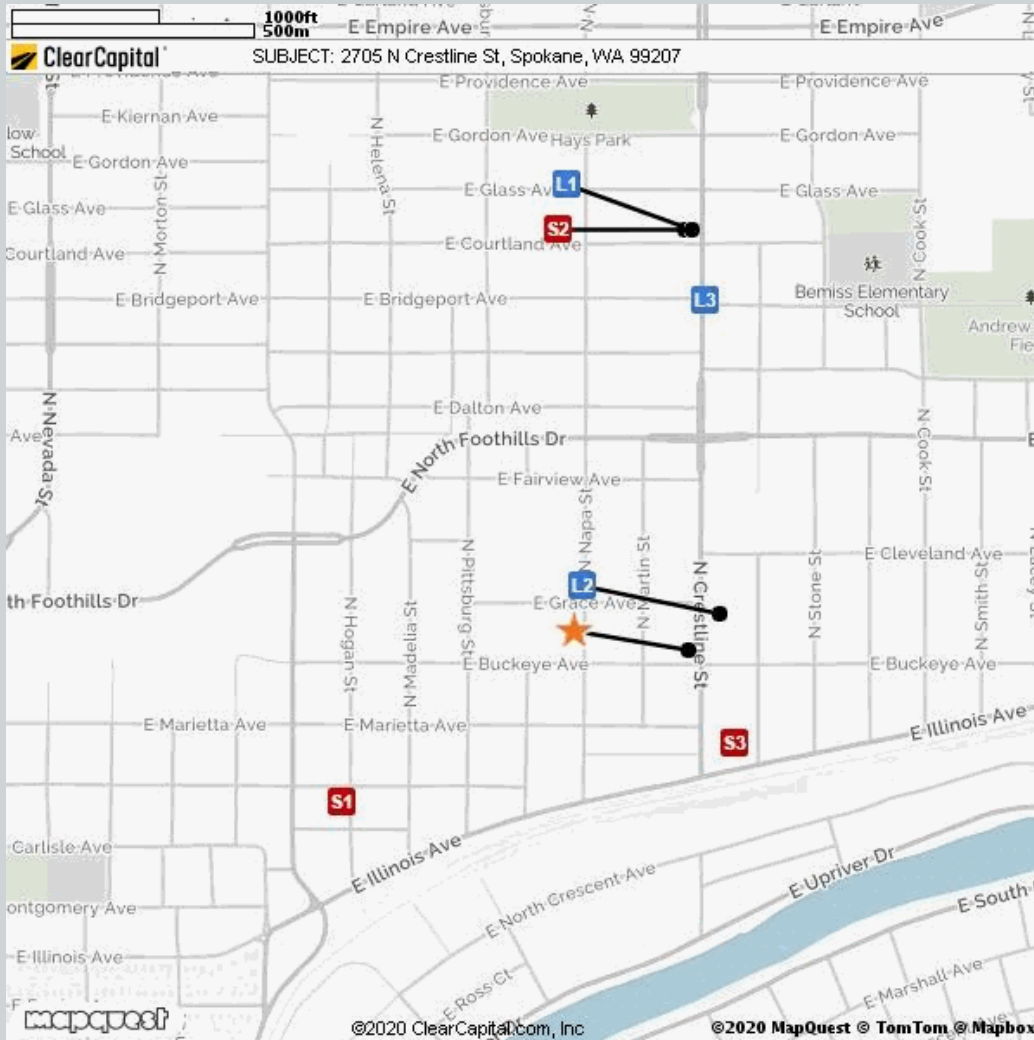 1000ft
500m
E Empire Ave
E Empire Ave
ClearCapital
SUBJECT: 2705 N Crestline St, Spokane, WA 99207
St
E Providence Ave
E Providence Ave
E Kiernan Ave
low
School
N Helena St
E Gordon Ave
Hays Park
E Gordon Ave
E Gordon Ave
N Morton St
L1
E Glass Av
E Glass Ave
E Glass Ave
S2
N Cook St
E Courtland Ave
Courtland Ave
E Bridgeport Ave
E Bridgeport Ave
L3
Bemiss Elementary
School
Andrew
Fie
N Nevada St
E Dalton Ave
N Cook St
Ave
E North Foothills Dr
E Fairview Ave
N Napa St
N Martin St
E Cleveland Ave
N Pittsburg St
N Crestline St
N Stone St
N Smith St
th Foothills Dr
L2
E Grace Ave
N Hogan St
N Madelia St
E Buckeye Ave
E Buckeye Ave
E Marietta Ave
E Marietta Ave
E Illinois Ave
S3
S1
Carlisle Ave
E Illinois Ave
E Upriver Dr
E North Crescent Ave
ontgomery Ave
E South
E Illinois Ave
E Marshall Ave
E Ross Ct
mapquest
©2020 ClearCapital.com, Inc
©2020 MapQuest © TomTom © Mapbox